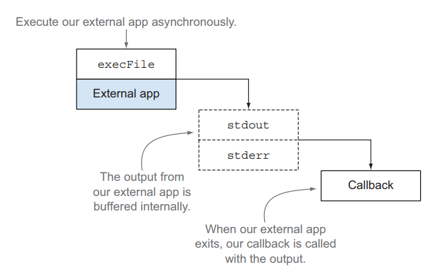 Execute our external app asynchronously.
execFile
External app
stdout
stderr
The output from
our external app is
buffered internally.
Callback
When our external app
exits, our callback is called
with the output.